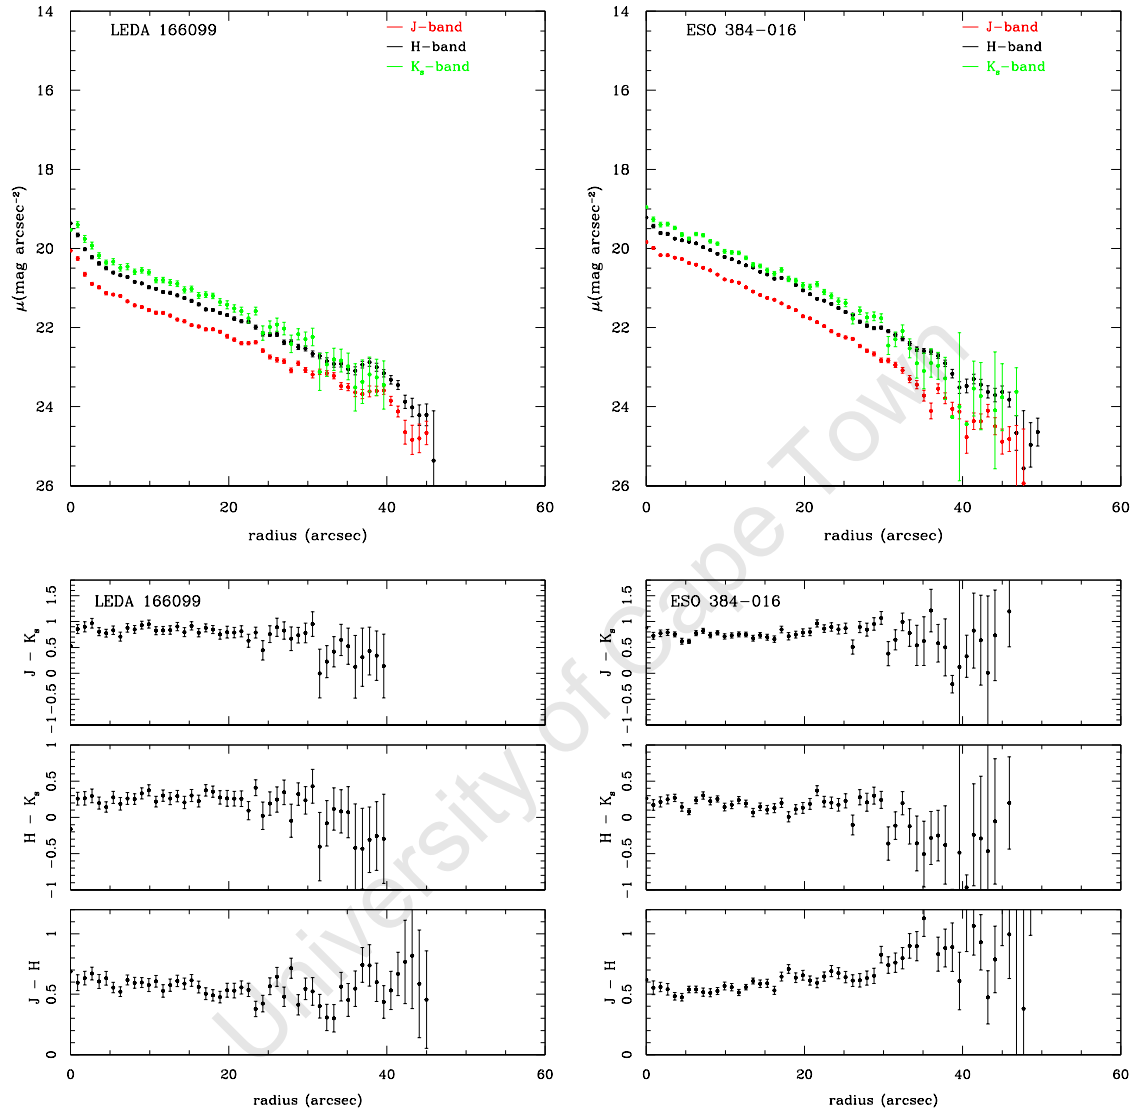 LEDA 166099
J-band
H-band
Ks-band
14
16
18
20
22
24
26
μ(mag arcsec⁻²)
0 20 40 60
radius (arcsec)
ESO 384-016
J-band
H-band
Ks-band
14
16
18
20
22
24
26
μ(mag arcsec⁻²)
0 20 40 60
radius (arcsec)
LEDA 166099
J - Ks
-1 -0.5 0 0.5 1 1.5
ESO 384-016
J - Ks
-1 -0.5 0 0.5 1 1.5
H - Ks
-1 -0.5 0 0.5 1
H - Ks
-1 -0.5 0 0.5 1
J - H
0 0.5 1
0 20 40 60
radius (arcsec)
J - H
0 0.5 1
0 20 40 60
radius (arcsec)
University of Cape Town